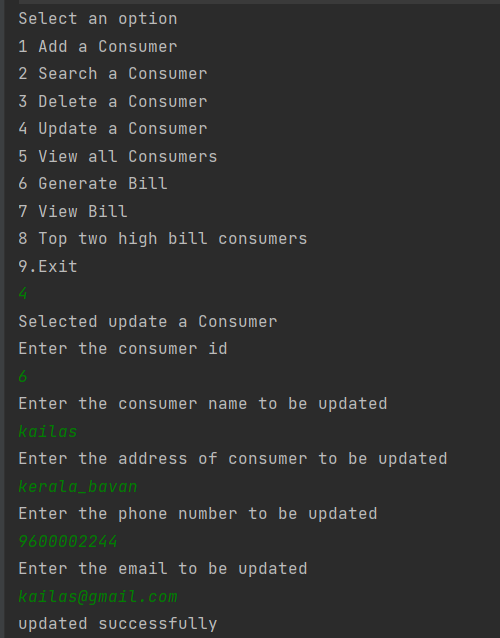 Select an option
1 Add a Consumer
2 Search a Consumer
3 Delete a Consumer
4 Update a Consumer
5 View all Consumers
6 Generate Bill
7 View Bill
8 Top two high bill consumers
9.Exit
4
Selected update a Consumer
Enter the consumer id
6
Enter the consumer name to be updated
kailas
Enter the address of consumer to be updated
kerala_bavan
Enter the phone number to be updated
9600002244
Enter the email to be updated
kailas@gmail.com
updated successfully